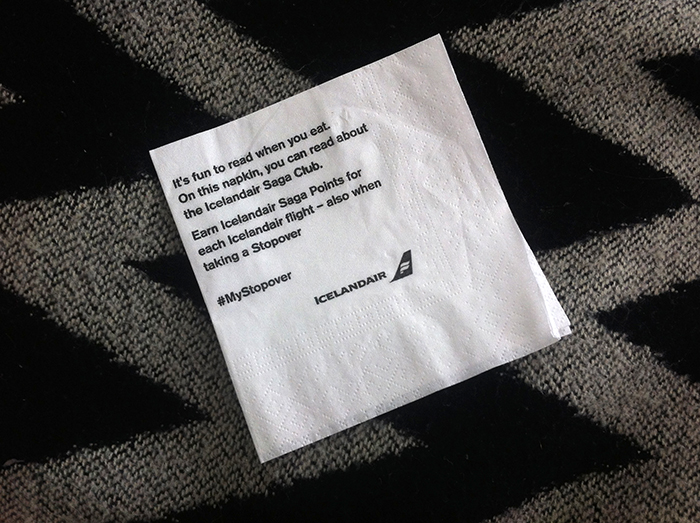 It's fun to read when you eat.
On this napkin, you can read about
the Icelandair Saga Club.
Earn Icelandair Saga Points for
each Icelandair flight – also when
taking a Stopover
#MyStopover
ICELANDAIR